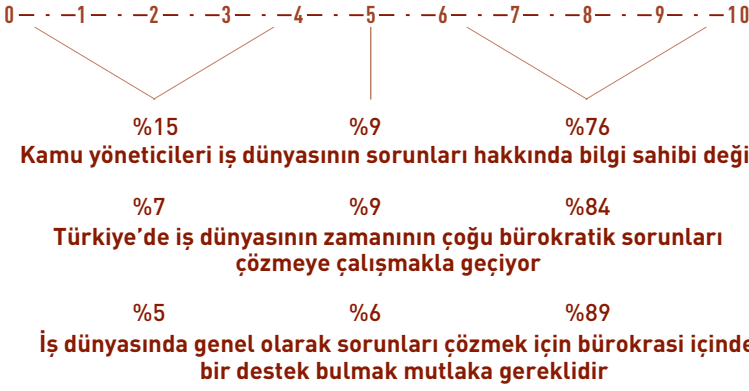 0 1 2 3 4 5 6 7 8 9 10
%15 %9 %76
Kamu yöneticileri iş dünyasının sorunları hakkında bilgi sahibi deği
%7 %9 %84
Türkiye'de iş dünyasının zamanının çoğu bürokratik sorunları
çözmeye çalışmakla geçiyor
%5 %6 %89
İş dünyasında genel olarak sorunları çözmek için bürokrasi içinde
bir destek bulmak mutlaka gereklidir